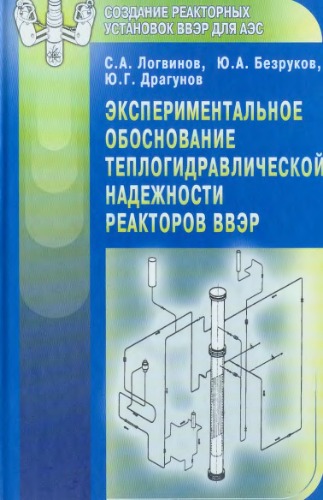 СОЗДАНИЕ РЕАКТОРНЫХ
УСТАНОВОК ВВЭР ДЛЯ АЭС
С.А. Логвинов, Ю.А. Безруков,
Ю.Г. Драгунов
ЭКСПЕРИМЕНТАЛЬНОЕ
ОБОСНОВАНИЕ
ТЕПЛОГИДРАВЛИЧЕСКОЙ
НАДЕЖНОСТИ
РЕАКТОРОВ ВВЭР